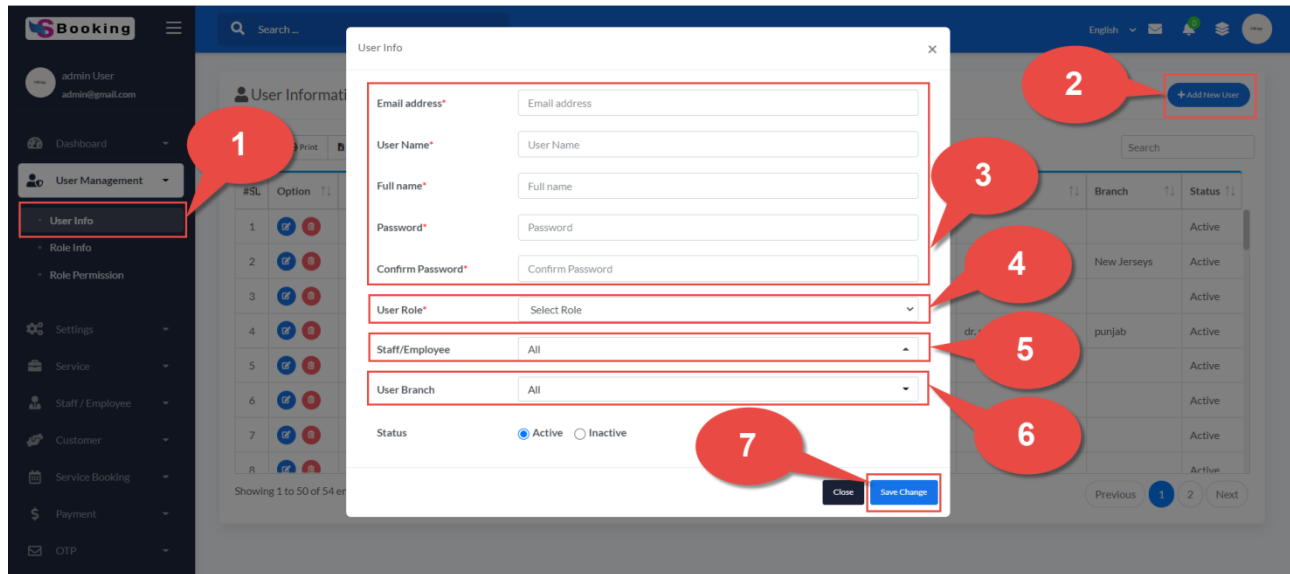 Booking
Search ...
English
0
admin User
admin@gmail.com
Dashboard
User Management
User Info
Role Info
Role Permission
Settings
Service
Staff / Employee
Customer
Service Booking
Payment
OTP
1
User Informati
2
+ Add New User
Print
Search
#SL Option Branch Status
1 Active
2 New Jerseys Active
3 Active
4 dr. punjab Active
5 Active
6 Active
7 Active
8 Active
Showing 1 to 50 of 54 en
Previous 1 2 Next
User Info ×
Email address* Email address
User Name* User Name
Full name* Full name
Password* Password
Confirm Password* Confirm Password
3
User Role* Select Role
4
Staff/Employee All
5
User Branch All
6
Status Active Inactive
7
Close Save Change